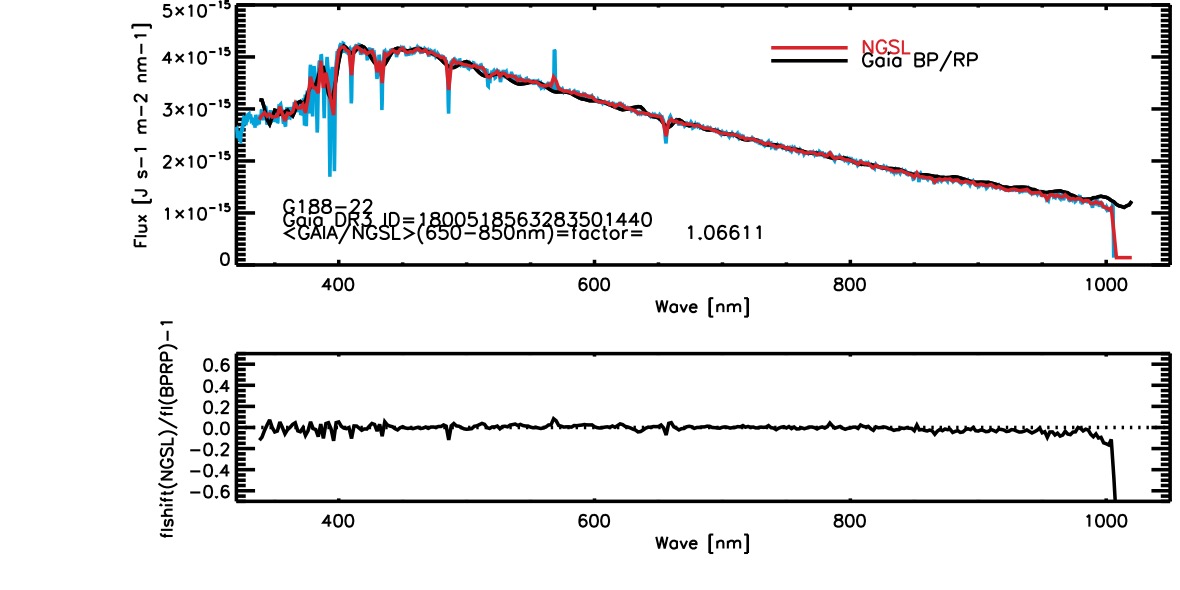 5×10−15
4×10−15
3×10−15
2×10−15
1×10−15
0
Flux [J s−1 m−2 nm−1]
NGSL
Gaia BP/RP
G188−22
Gaia DR3 ID=1800518563283501440
<GAIA/NGSL>(650−850nm)=factor= 1.06611
400 600 800 1000
Wave [nm]
flshift(NGSL)/fl(BPRP)−1
0.6
0.4
0.2
0.0
−0.2
−0.4
−0.6
400 600 800 1000
Wave [nm]